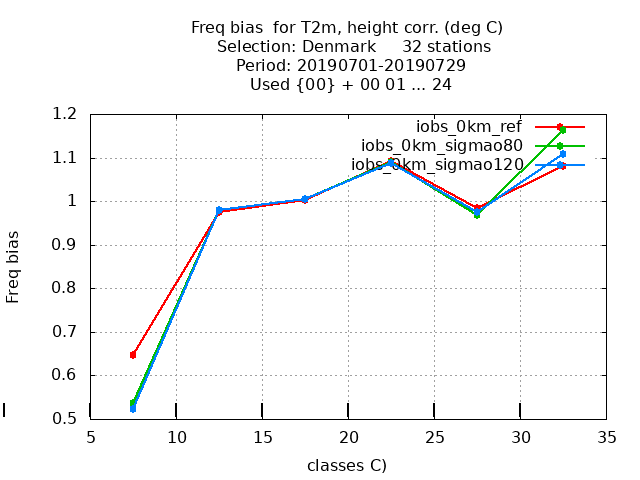 Freq bias  for T2m, height corr. (deg C)
Selection: Denmark     32 stations
Period: 20190701-20190729
Used {00} + 00 01 ... 24
iobs_0km_ref
iobs_0km_sigmao80
iobs_0km_sigmao120
Freq bias
1.2
1.1
1
0.9
0.8
0.7
0.6
0.5
5
10
15
20
25
30
35
classes C)